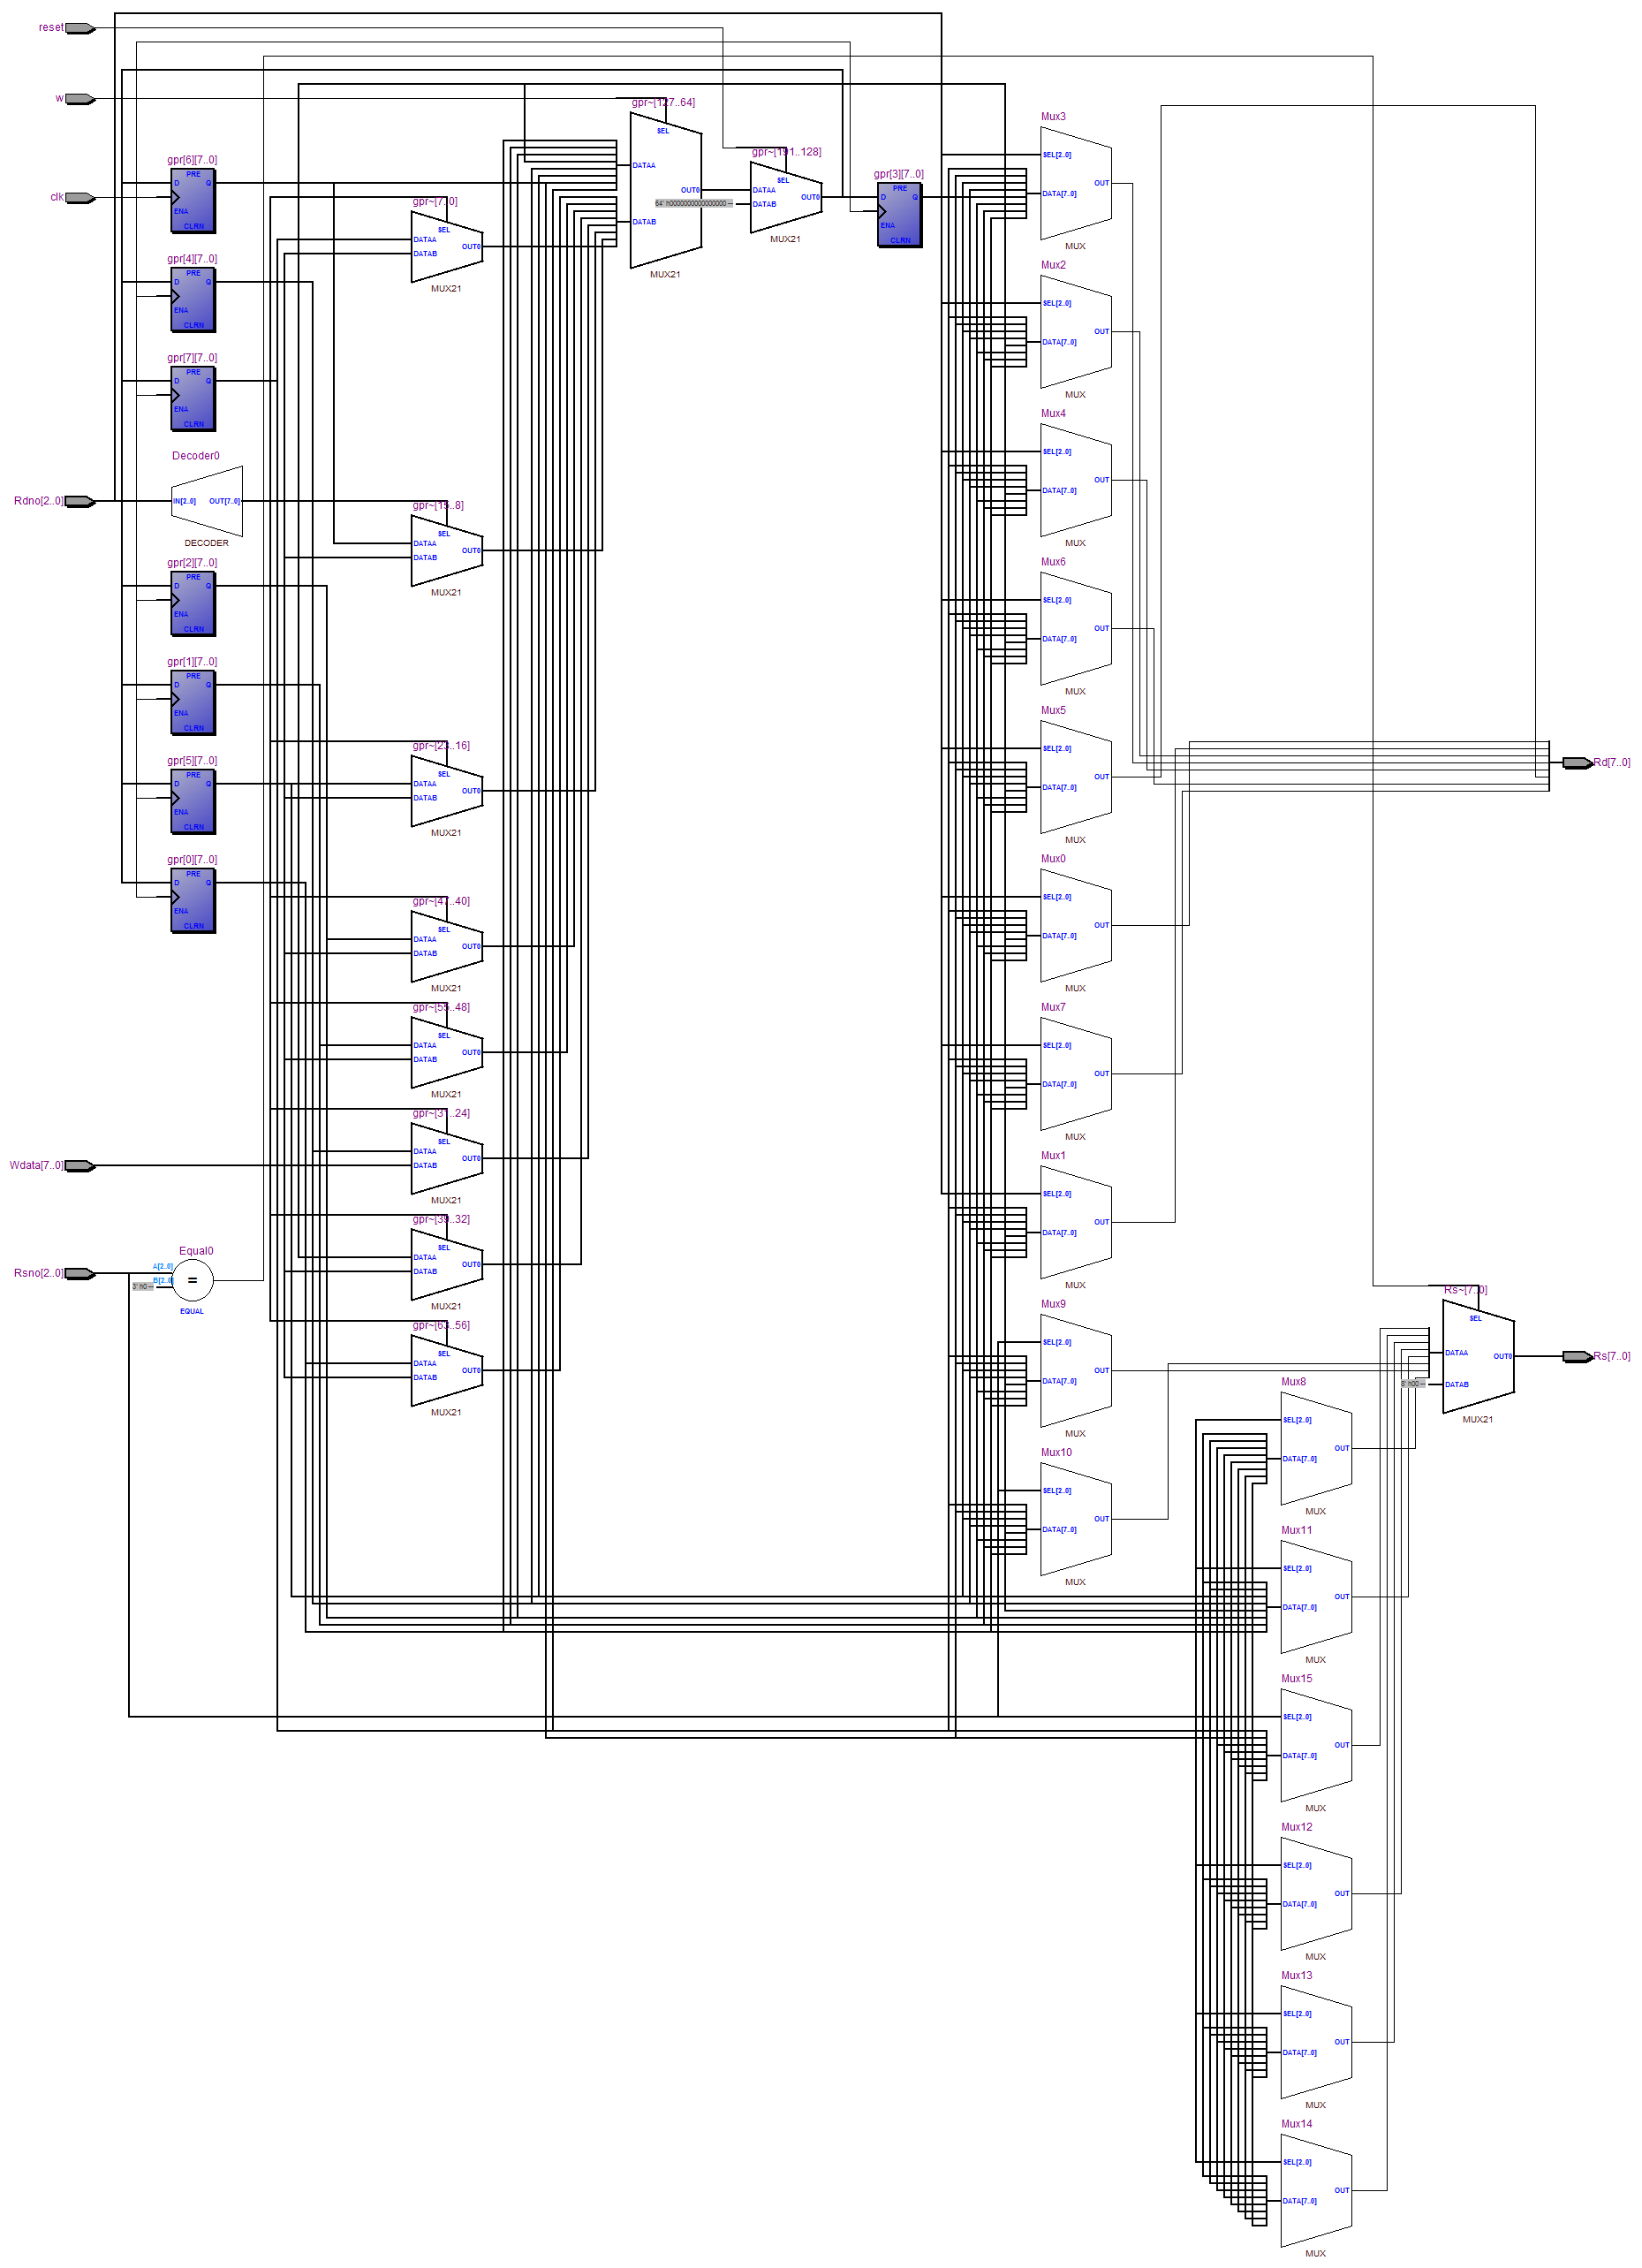 reset
w
clk
Rdno[2..0]
Wdata[7..0]
Rsno[2..0]
gpr[6][7..0]
PRE
D
Q
ENA
CLRN
gpr[4][7..0]
PRE
D
Q
ENA
CLRN
gpr[7][7..0]
PRE
D
Q
ENA
CLRN
Decoder0
IN[2..0]
OUT[7..0]
DECODER
gpr[2][7..0]
PRE
D
Q
ENA
CLRN
gpr[1][7..0]
PRE
D
Q
ENA
CLRN
gpr[5][7..0]
PRE
D
Q
ENA
CLRN
gpr[0][7..0]
PRE
D
Q
ENA
CLRN
Equal0
A[2..0]
B[2..0]
3' h0 --
=
EQUAL
gpr~[7..0]
SEL
DATAA
DATAB
OUT0
MUX21
gpr~[15..8]
SEL
DATAA
DATAB
OUT0
MUX21
gpr~[23..16]
SEL
DATAA
DATAB
OUT0
MUX21
gpr~[47..40]
SEL
DATAA
DATAB
OUT0
MUX21
gpr~[55..48]
SEL
DATAA
DATAB
OUT0
MUX21
gpr~[31..24]
SEL
DATAA
DATAB
OUT0
MUX21
gpr~[39..32]
SEL
DATAA
DATAB
OUT0
MUX21
gpr~[63..56]
SEL
DATAA
DATAB
OUT0
MUX21
gpr~[127..64]
SEL
DATAA
OUT0
DATAB
MUX21
gpr~[191..128]
SEL
DATAA
64' h0000000000000000 --
DATAB
OUT0
MUX21
gpr[3][7..0]
PRE
D
Q
ENA
CLRN
Mux3
SEL[2..0]
OUT
DATA[7..0]
MUX
Mux2
SEL[2..0]
OUT
DATA[7..0]
MUX
Mux4
SEL[2..0]
OUT
DATA[7..0]
MUX
Mux6
SEL[2..0]
OUT
DATA[7..0]
MUX
Mux5
SEL[2..0]
OUT
DATA[7..0]
MUX
Mux0
SEL[2..0]
OUT
DATA[7..0]
MUX
Mux7
SEL[2..0]
OUT
DATA[7..0]
MUX
Mux1
SEL[2..0]
OUT
DATA[7..0]
MUX
Mux9
SEL[2..0]
OUT
DATA[7..0]
MUX
Mux10
SEL[2..0]
OUT
DATA[7..0]
MUX
Mux8
SEL[2..0]
OUT
DATA[7..0]
MUX
Mux11
SEL[2..0]
OUT
DATA[7..0]
MUX
Mux15
SEL[2..0]
OUT
DATA[7..0]
MUX
Mux12
SEL[2..0]
OUT
DATA[7..0]
MUX
Mux13
SEL[2..0]
OUT
DATA[7..0]
MUX
Mux14
SEL[2..0]
OUT
DATA[7..0]
MUX
Rs~[7..0]
SEL
DATAA
OUT0
8' h00 --
DATAB
MUX21
Rd[7..0]
Rs[7..0]